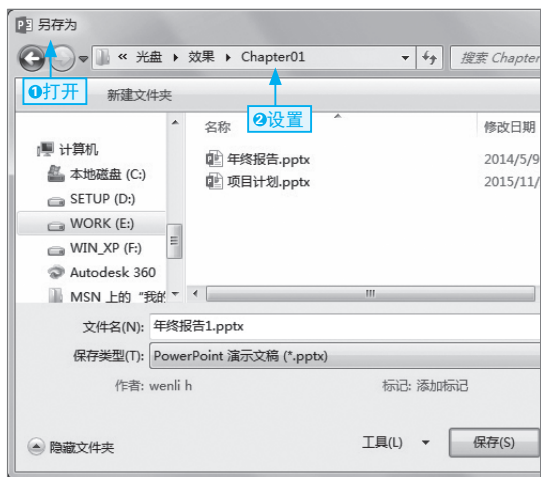 另存为
« 光盘 ▸ 效果 ▸ Chapter01
搜索 Chapter
❶打开
新建文件夹
❷设置
名称
修改日期
计算机
本地磁盘 (C:)
SETUP (D:)
WORK (E:)
WIN_XP (F:)
Autodesk 360
MSN 上的“我的
年终报告.pptx
2014/5/9
项目计划.pptx
2015/11/
文件名(N): 年终报告1.pptx
保存类型(T): PowerPoint 演示文稿 (*.pptx)
作者: wenli h
标记: 添加标记
隐藏文件夹
工具(L)
保存(S)